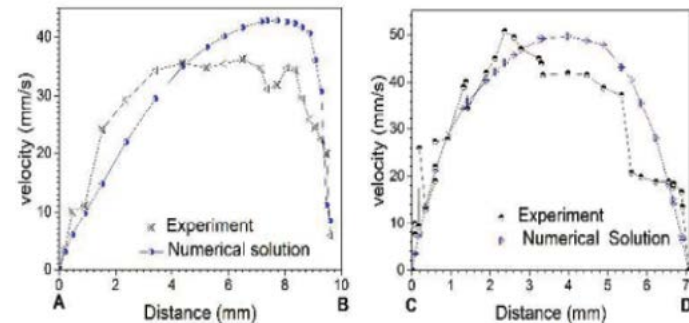 velocity (mm/s)
40
30
20
10
0
Experiment
Numerical solution
0 2 4 6 8 10
A B
Distance (mm)
velocity (mm/s)
60
50
40
30
20
10
0
Experiment
Numerical Solution
0 1 2 3 4 5 6 7
C D
Distance (mm)